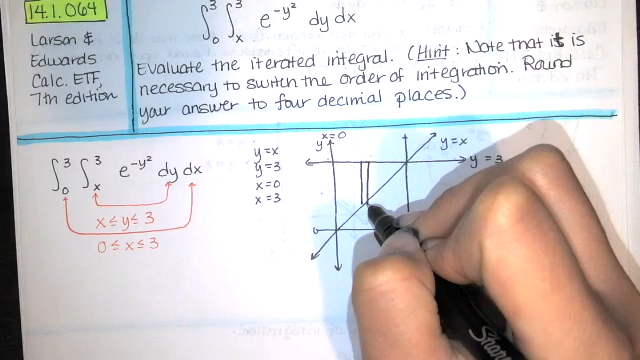 14.1.064
Larson &
Edwards
Calc. ETF,
7th edition
∫₀³ ∫ₓ³ e^(-y²) dy dx
Evaluate the iterated integral. (Hint: Note that it is
necessary to switch the order of integration. Round
your answer to four decimal places.)
∫₀³ ∫ₓ³ e^(-y²) dy dx
x ≤ y ≤ 3
0 ≤ x ≤ 3
y=x
y=3
x=0
x=3
x=0
y
y=x
y = 3